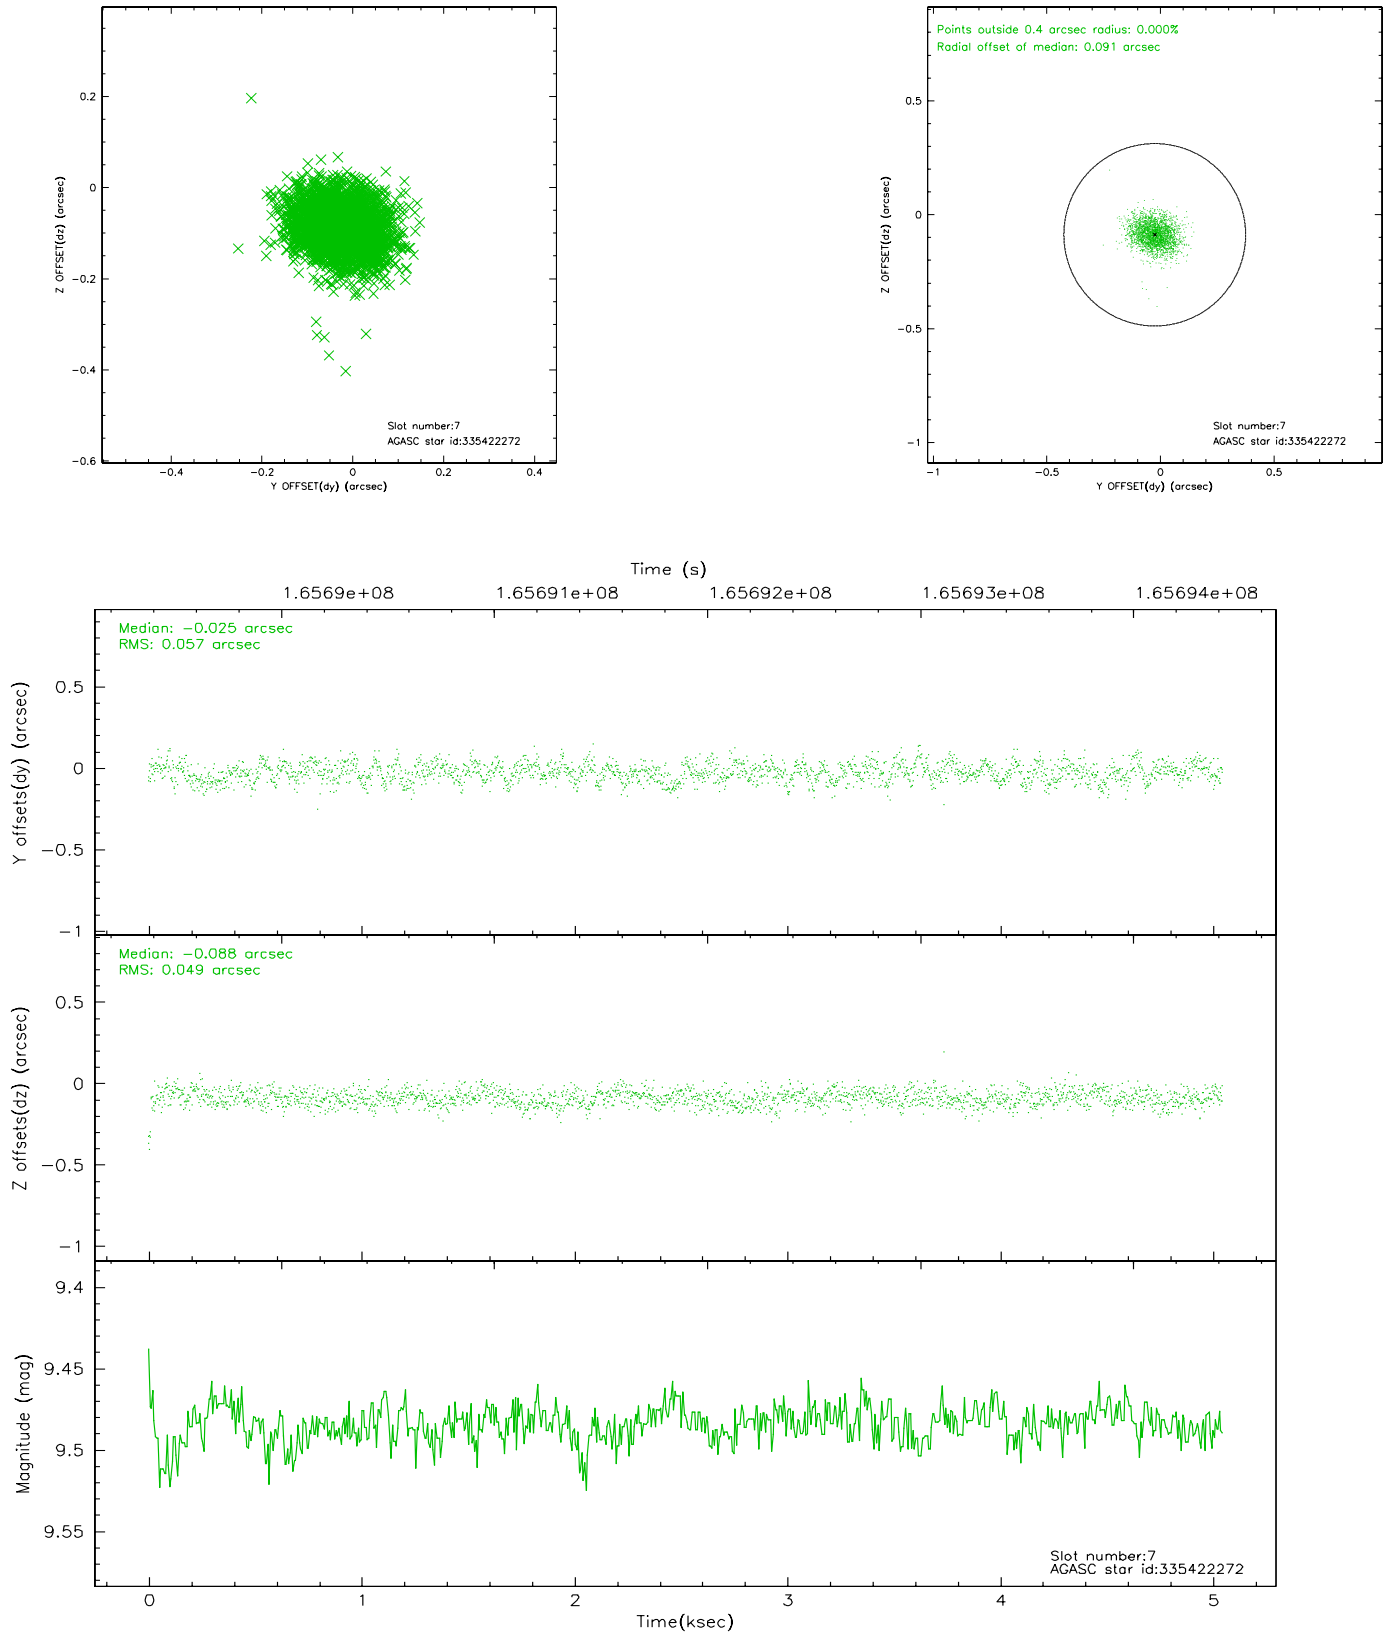 0.2
0
-0.2
-0.4
-0.6
Z OFFSET(dz) (arcsec)
Slot number:7
AGASC star id:335422272
-0.4
-0.2
0
0.2
0.4
Y OFFSET(dy) (arcsec)
Points outside 0.4 arcsec radius: 0.000%
Radial offset of median: 0.091 arcsec
0.5
0
-0.5
-1
Z OFFSET(dz) (arcsec)
Slot number:7
AGASC star id:335422272
-1
-0.5
0
0.5
Y OFFSET(dy) (arcsec)
Time (s)
1.6569e+08
1.65691e+08
1.65692e+08
1.65693e+08
1.65694e+08
Median: -0.025 arcsec
RMS: 0.057 arcsec
0.5
0
-0.5
-1
Y offsets(dy) (arcsec)
Median: -0.088 arcsec
RMS: 0.049 arcsec
0.5
0
-0.5
-1
Z offsets(dz) (arcsec)
9.4
9.45
9.5
9.55
Magnitude (mag)
Slot number:7
AGASC star id:335422272
0
1
2
3
4
5
Time(ksec)